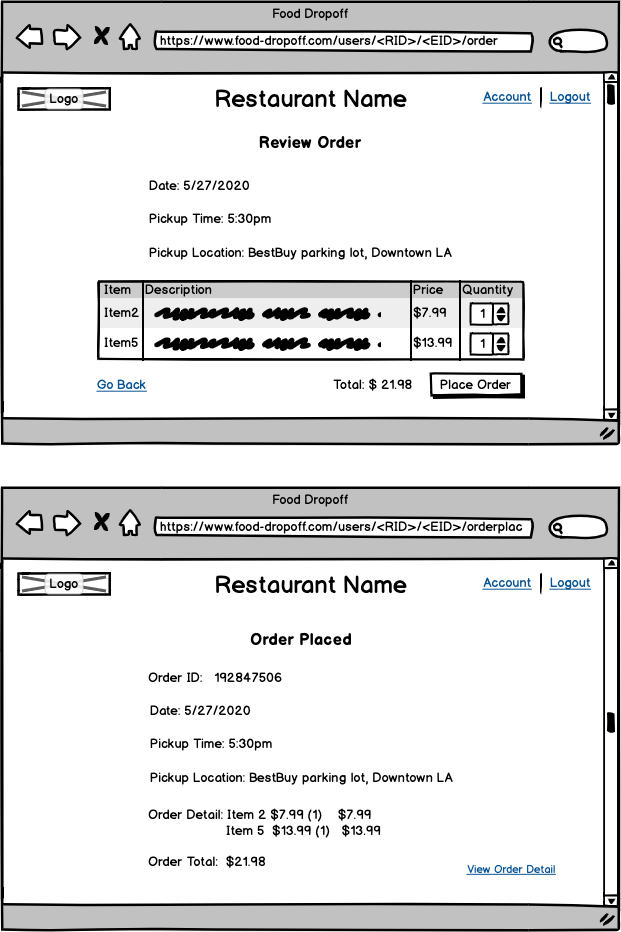 Food Dropoff
https://www.food-dropoff.com/users/<RID>/<EID>/order
Logo
Restaurant Name
Account | Logout
Review Order
Date: 5/27/2020
Pickup Time: 5:30pm
Pickup Location: BestBuy parking lot, Downtown LA
Item Description Price Quantity
Item2 $7.99 1
Item5 $13.99 1
Go Back Total: $ 21.98 Place Order
Food Dropoff
https://www.food-dropoff.com/users/<RID>/<EID>/orderplac
Logo
Restaurant Name
Account | Logout
Order Placed
Order ID: 192847506
Date: 5/27/2020
Pickup Time: 5:30pm
Pickup Location: BestBuy parking lot, Downtown LA
Order Detail: Item 2 $7.99 (1) $7.99
Item 5 $13.99 (1) $13.99
Order Total: $21.98
View Order Detail